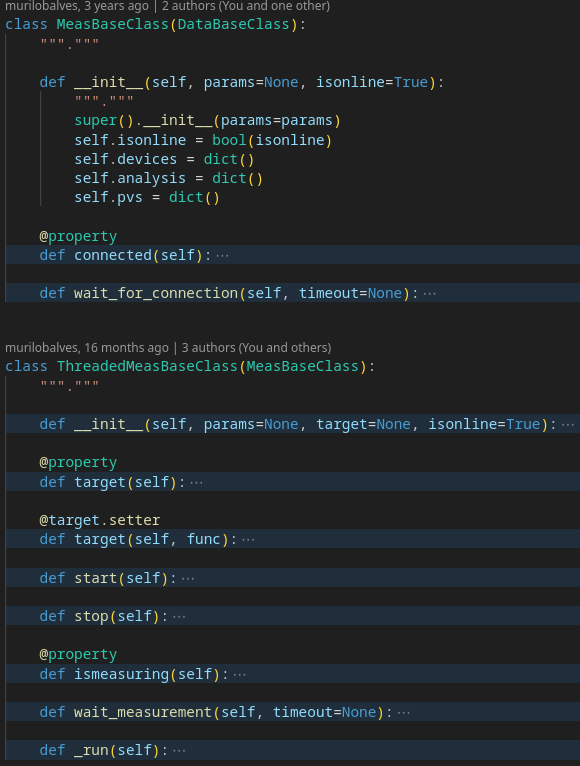 murilobalves, 3 years ago | 2 authors (You and one other)
class MeasBaseClass(DataBaseClass):
    """."""
    def __init__(self, params=None, isonline=True):
        """."""
        super().__init__(params=params)
        self.isonline = bool(isonline)
        self.devices = dict()
        self.analysis = dict()
        self.pvs = dict()
    @property
    def connected(self):···
    def wait_for_connection(self, timeout=None):···
murilobalves, 16 months ago | 3 authors (You and others)
class ThreadedMeasBaseClass(MeasBaseClass):
    """."""
    def __init__(self, params=None, target=None, isonline=True):···
    @property
    def target(self):···
    @target.setter
    def target(self, func):···
    def start(self):···
    def stop(self):···
    @property
    def ismeasuring(self):···
    def wait_measurement(self, timeout=None):···
    def _run(self):···